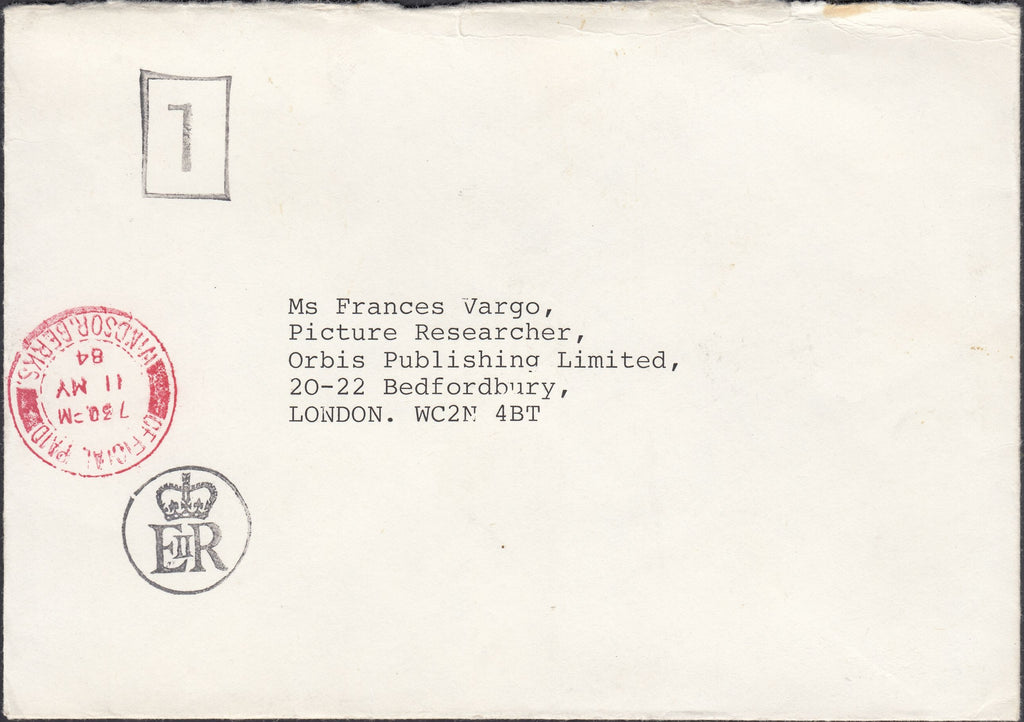 1
Ms Frances Vargo,
Picture Researcher,
Orbis Publishing Limited,
20-22 Bedfordbury,
LONDON. WC2N 4BT
WINDSOR.BERKS.
7 30 PM
11 MY
84
OFFICIAL PAID
EIIR